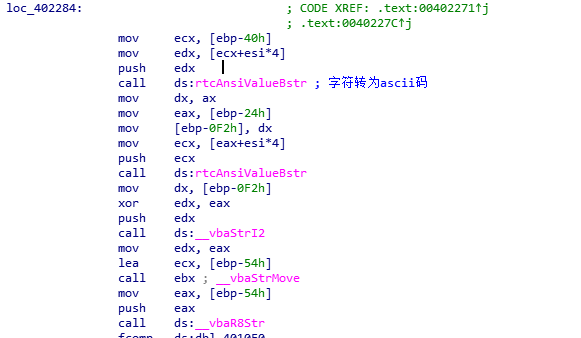 loc_402284: ; CODE XREF: .text:00402271↑j
; .text:0040227C↑j
mov ecx, [ebp-40h]
mov edx, [ecx+esi*4]
push edx
call ds:rtcAnsiValueBstr ; 字符转为ascii码
mov dx, ax
mov eax, [ebp-24h]
mov [ebp-0F2h], dx
mov ecx, [eax+esi*4]
push ecx
call ds:rtcAnsiValueBstr
mov dx, [ebp-0F2h]
xor edx, eax
push edx
call ds:__vbaStrI2
mov edx, eax
lea ecx, [ebp-54h]
call ebx ; __vbaStrMove
mov eax, [ebp-54h]
push eax
call ds:__vbaR8Str
fcomp ds:dbl_4010E0